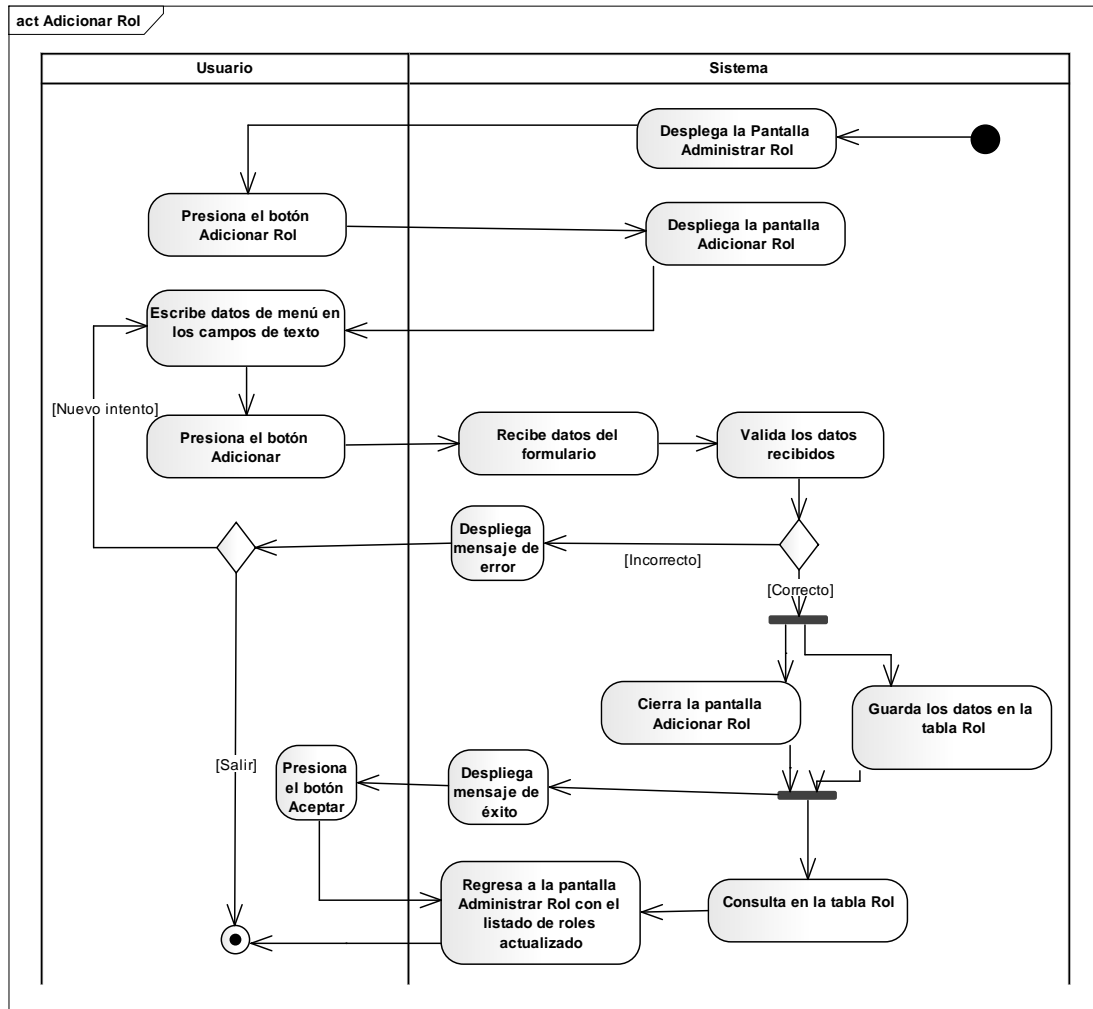 act Adicionar Rol
Usuario
Sistema
Desplega la Pantalla
Administrar Rol
Presiona el botón
Adicionar Rol
Despliega la pantalla
Adicionar Rol
Escribe datos de menú en
los campos de texto
[Nuevo intento]
Presiona el botón
Adicionar
Recibe datos del
formulario
Valida los datos
recibidos
Despliega
mensaje de
error
[Incorrecto]
[Correcto]
Cierra la pantalla
Adicionar Rol
Guarda los datos en la
tabla Rol
[Salir]
Presiona
el botón
Aceptar
Despliega
mensaje de
éxito
Regresa a la pantalla
Administrar Rol con el
listado de roles
actualizado
Consulta en la tabla Rol